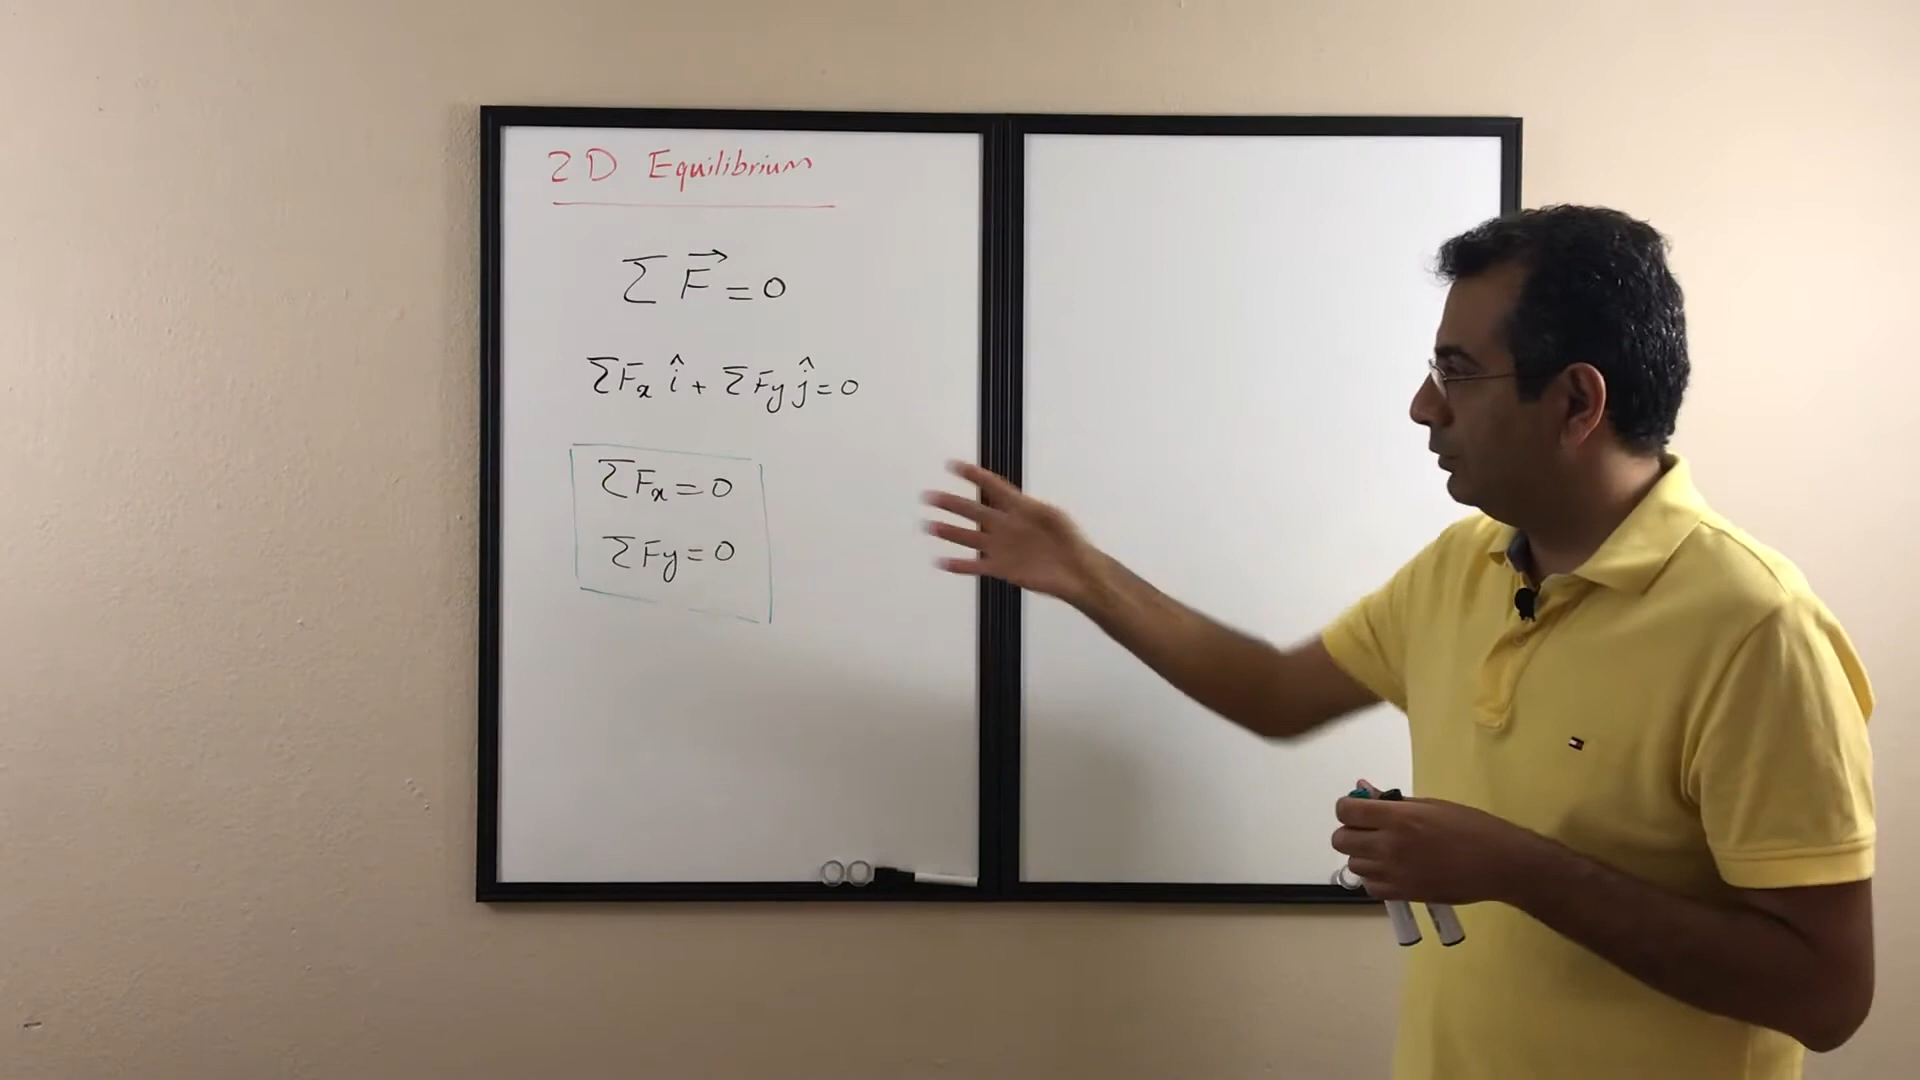 2D Equilibrium
∑ F⃗ = 0
∑Fx î + ∑Fy ĵ = 0
∑Fx = 0
∑Fy = 0